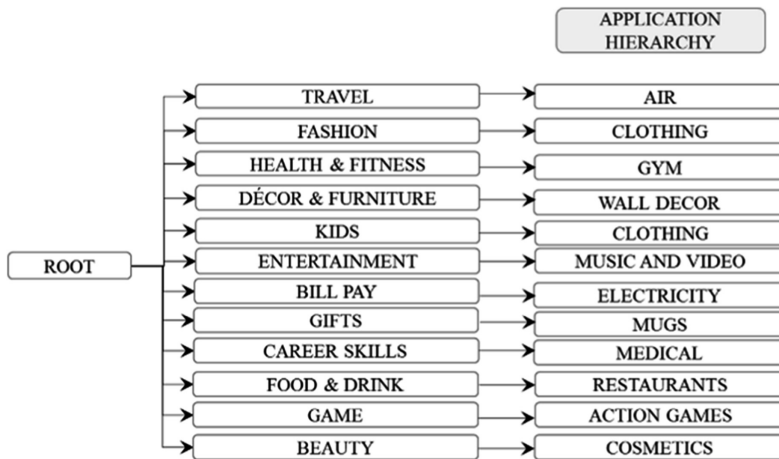 APPLICATION
HIERARCHY
TRAVEL
AIR
FASHION
CLOTHING
HEALTH & FITNESS
GYM
DÉCOR & FURNITURE
WALL DECOR
KIDS
CLOTHING
ROOT
ENTERTAINMENT
MUSIC AND VIDEO
BILL PAY
ELECTRICITY
GIFTS
MUGS
CAREER SKILLS
MEDICAL
FOOD & DRINK
RESTAURANTS
GAME
ACTION GAMES
BEAUTY
COSMETICS